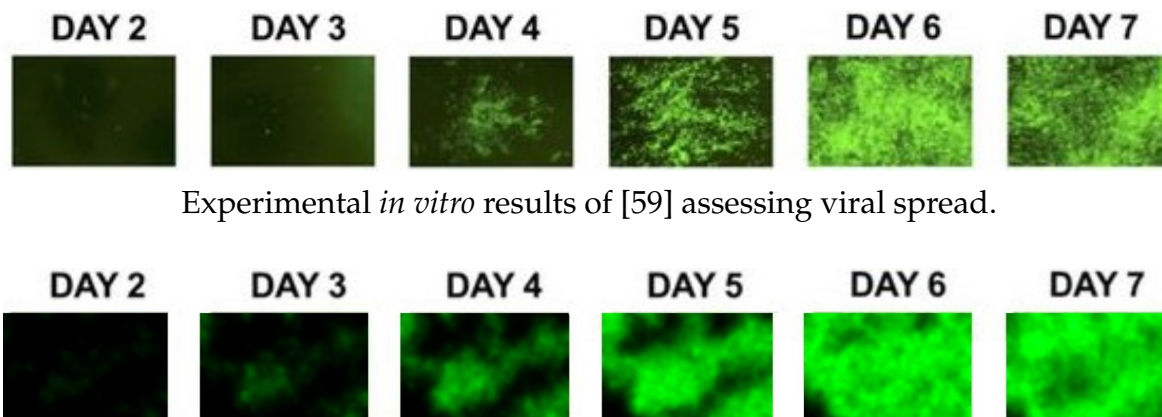 DAY 2 DAY 3 DAY 4 DAY 5 DAY 6 DAY 7
Experimental in vitro results of [59] assessing viral spread.
DAY 2 DAY 3 DAY 4 DAY 5 DAY 6 DAY 7